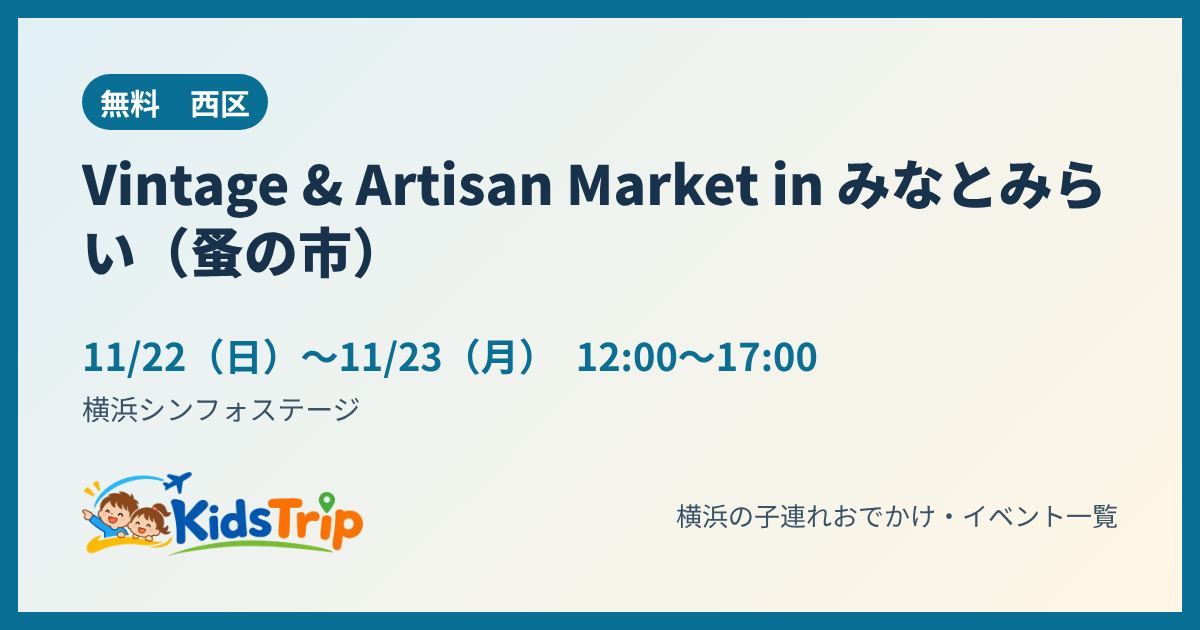 無料　西区
Vintage & Artisan Market in みなとみら
い（蚤の市）
11/22（日）〜11/23（月）　12:00〜17:00
横浜シンフォステージ
KidsTrip
横浜の子連れおでかけ・イベント一覧